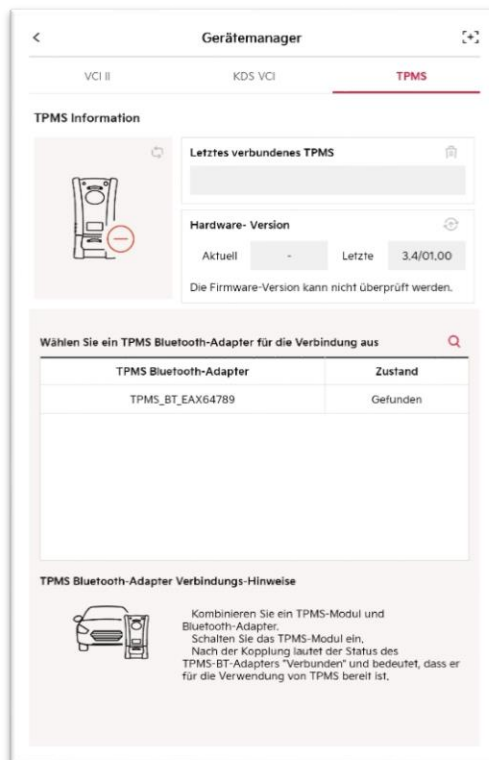 Gerätemanager
VCI II KDS VCI TPMS
TPMS Information
Letztes verbundenes TPMS
Hardware- Version
Aktuell - Letzte 3.4/01.00
Die Firmware-Version kann nicht überprüft werden.
Wählen Sie ein TPMS Bluetooth-Adapter für die Verbindung aus
TPMS Bluetooth-Adapter Zustand
TPMS_BT_EAX64789 Gefunden
TPMS Bluetooth-Adapter Verbindungs-Hinweise
Kombinieren Sie ein TPMS-Modul und
Bluetooth-Adapter.
Schalten Sie das TPMS-Modul ein.
Nach der Kopplung lautet der Status des
TPMS-BT-Adapters "Verbunden" und bedeutet, dass er
für die Verwendung von TPMS bereit ist.